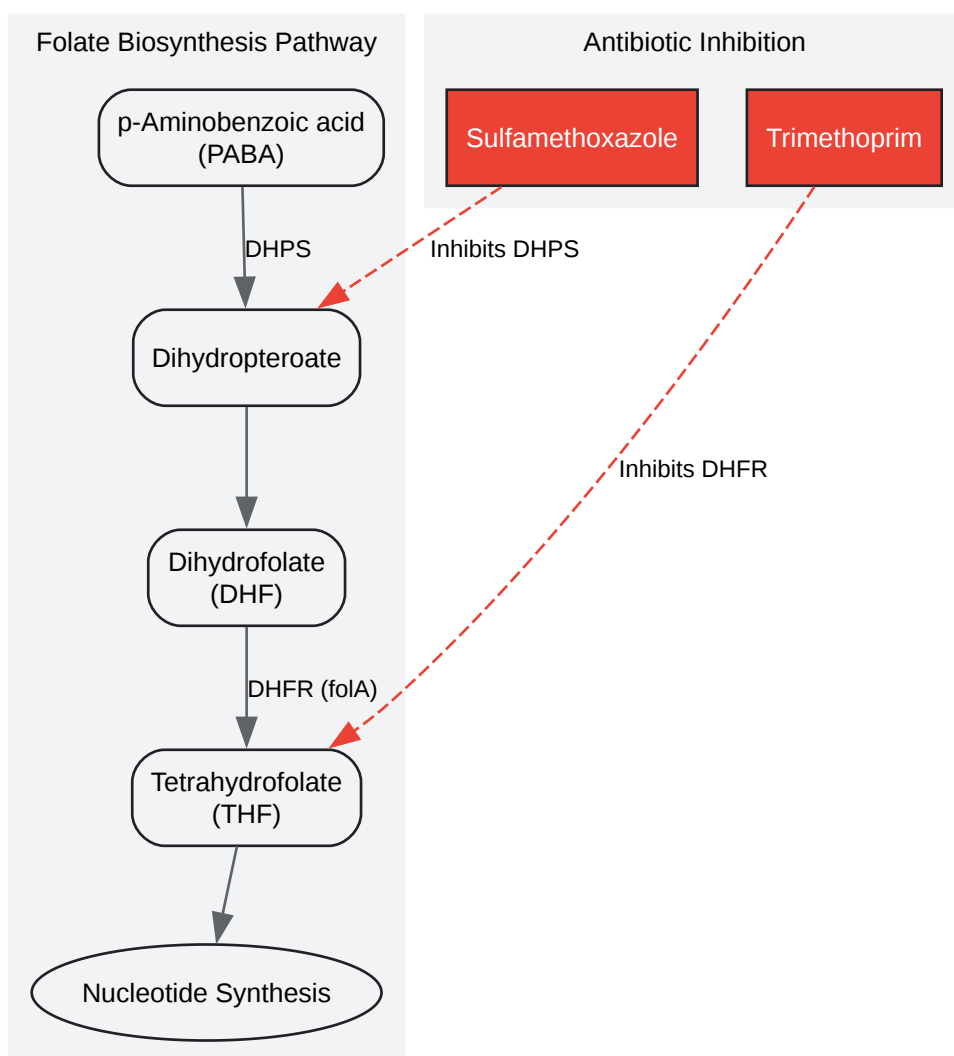 Folate Biosynthesis Pathway
p-Aminobenzoic acid
(PABA)
DHPS
Dihydropteroate
Dihydrofolate
(DHF)
DHFR (folA)
Tetrahydrofolate
(THF)
Nucleotide Synthesis
Antibiotic Inhibition
Sulfamethoxazole
Trimethoprim
Inhibits DHPS
Inhibits DHFR